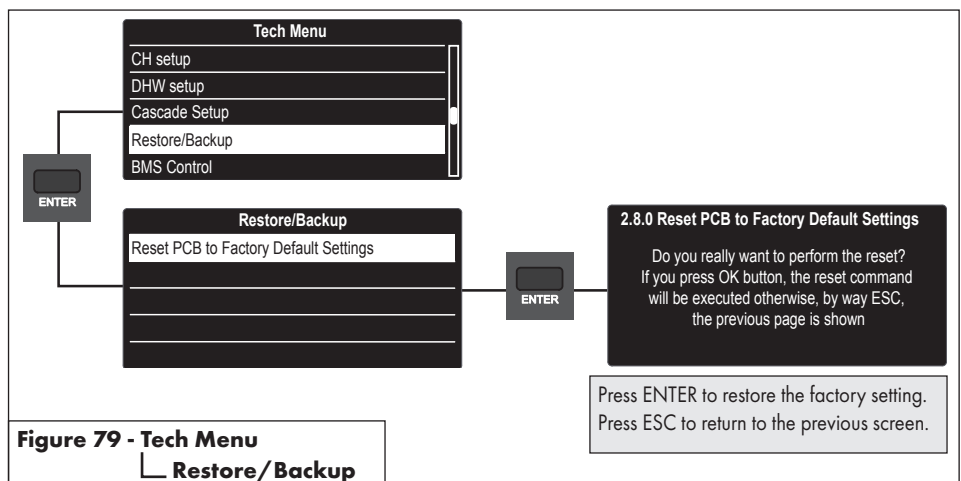 Tech Menu
CH setup
DHW setup
Cascade Setup
Restore/Backup
BMS Control
ENTER
Restore/Backup
Reset PCB to Factory Default Settings
ENTER
2.8.0 Reset PCB to Factory Default Settings
Do you really want to perform the reset?
If you press OK button, the reset command
will be executed otherwise, by way ESC,
the previous page is shown
Press ENTER to restore the factory setting.
Press ESC to return to the previous screen.
Figure 79 - Tech Menu
Restore/Backup